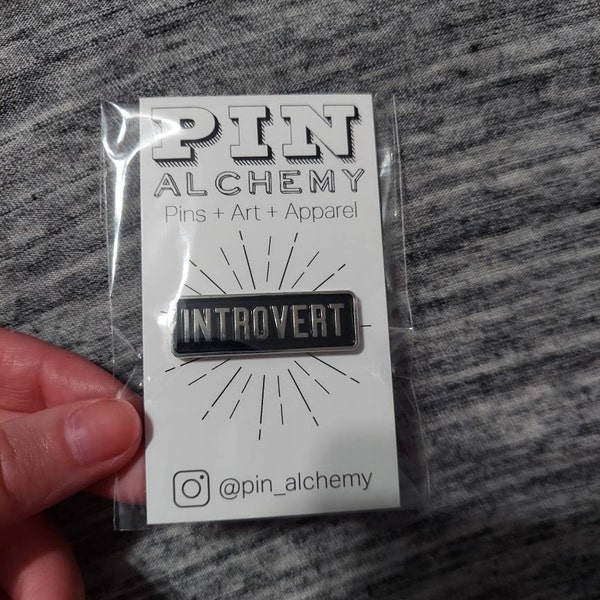 PIN
ALCHEMY
Pins + Art + Apparel
INTROVERT
@pin_alchemy